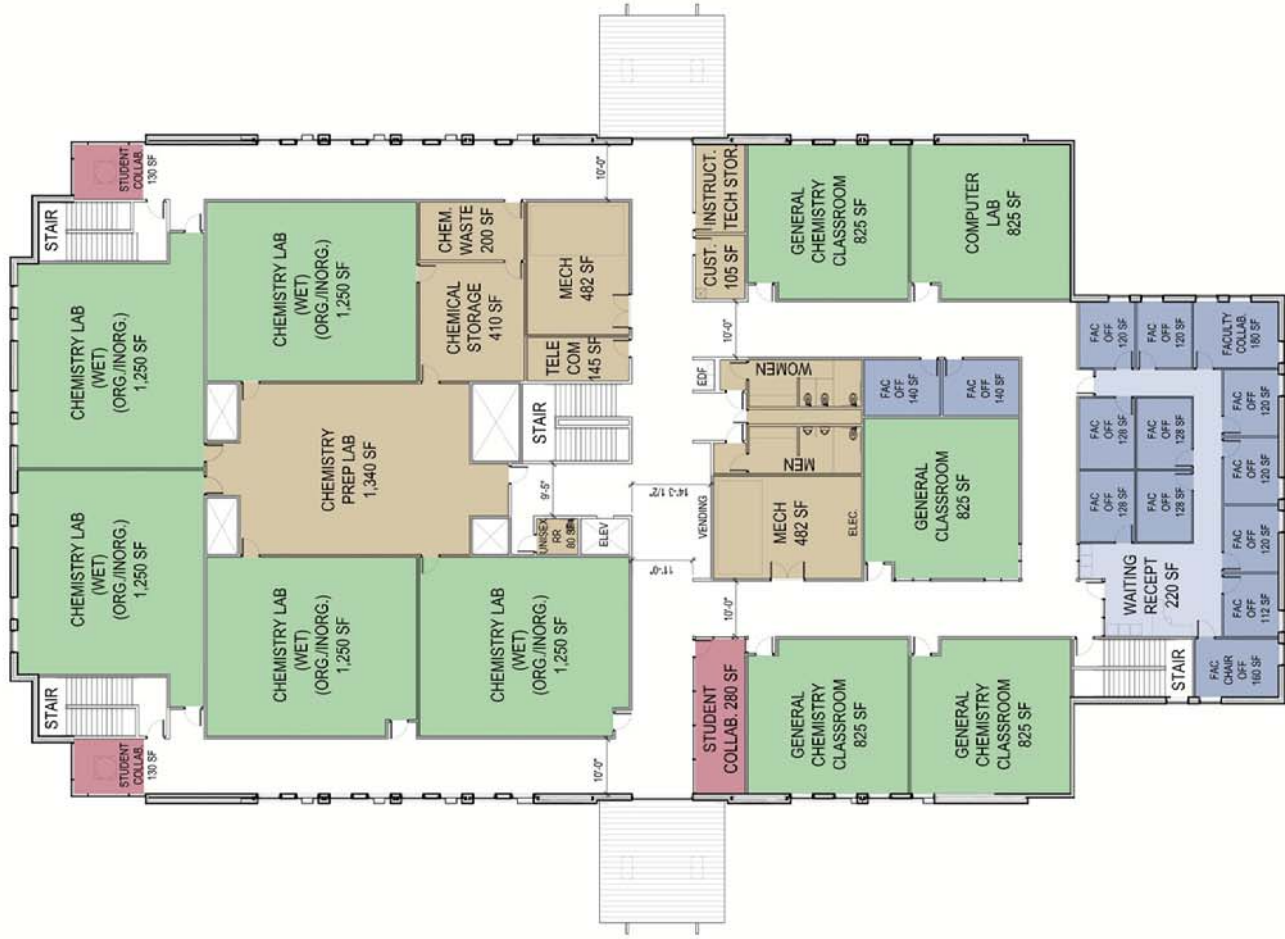 STUDENT
COLLAB.
130 SF
STAIR
CHEMISTRY LAB
(WET)
(ORG./INORG.)
1,250 SF
CHEMISTRY LAB
(WET)
(ORG./INORG.)
1,250 SF
STAIR
STUDENT
COLLAB.
130 SF
CHEMISTRY LAB
(WET)
(ORG./INORG.)
1,250 SF
CHEM.
WASTE
200 SF
CHEMICAL
STORAGE
410 SF
MECH
482 SF
TELE
COM
145 SF
10'-0"
CHEMISTRY
PREP LAB
1,340 SF
STAIR
9'-5"
UNISEX
RR
80 SF
ELEV
CHEMISTRY LAB
(WET)
(ORG./INORG.)
1,250 SF
CHEMISTRY LAB
(WET)
(ORG./INORG.)
1,250 SF
10'-0"
14'-3 1/2"
11'-0"
INSTRUCT.
TECH STOR.
CUST.
105 SF
GENERAL
CHEMISTRY
CLASSROOM
825 SF
COMPUTER
LAB
825 SF
10'-0"
EDF
WOMEN
MEN
FAC
OFF
140 SF
FAC
OFF
140 SF
VENDING
MECH
482 SF
ELEC.
GENERAL
CLASSROOM
825 SF
10'-0"
STUDENT
COLLAB. 280 SF
GENERAL
CHEMISTRY
CLASSROOM
825 SF
GENERAL
CHEMISTRY
CLASSROOM
825 SF
FAC
OFF
120 SF
FAC
OFF
120 SF
FACULTY
COLLAB.
180 SF
FAC
OFF
128 SF
FAC
OFF
128 SF
FAC
OFF
120 SF
FAC
OFF
128 SF
FAC
OFF
128 SF
FAC
OFF
120 SF
FAC
OFF
120 SF
WAITING
RECEPT
220 SF
FAC
OFF
112 SF
STAIR
FAC
CHAIR
OFF
160 SF